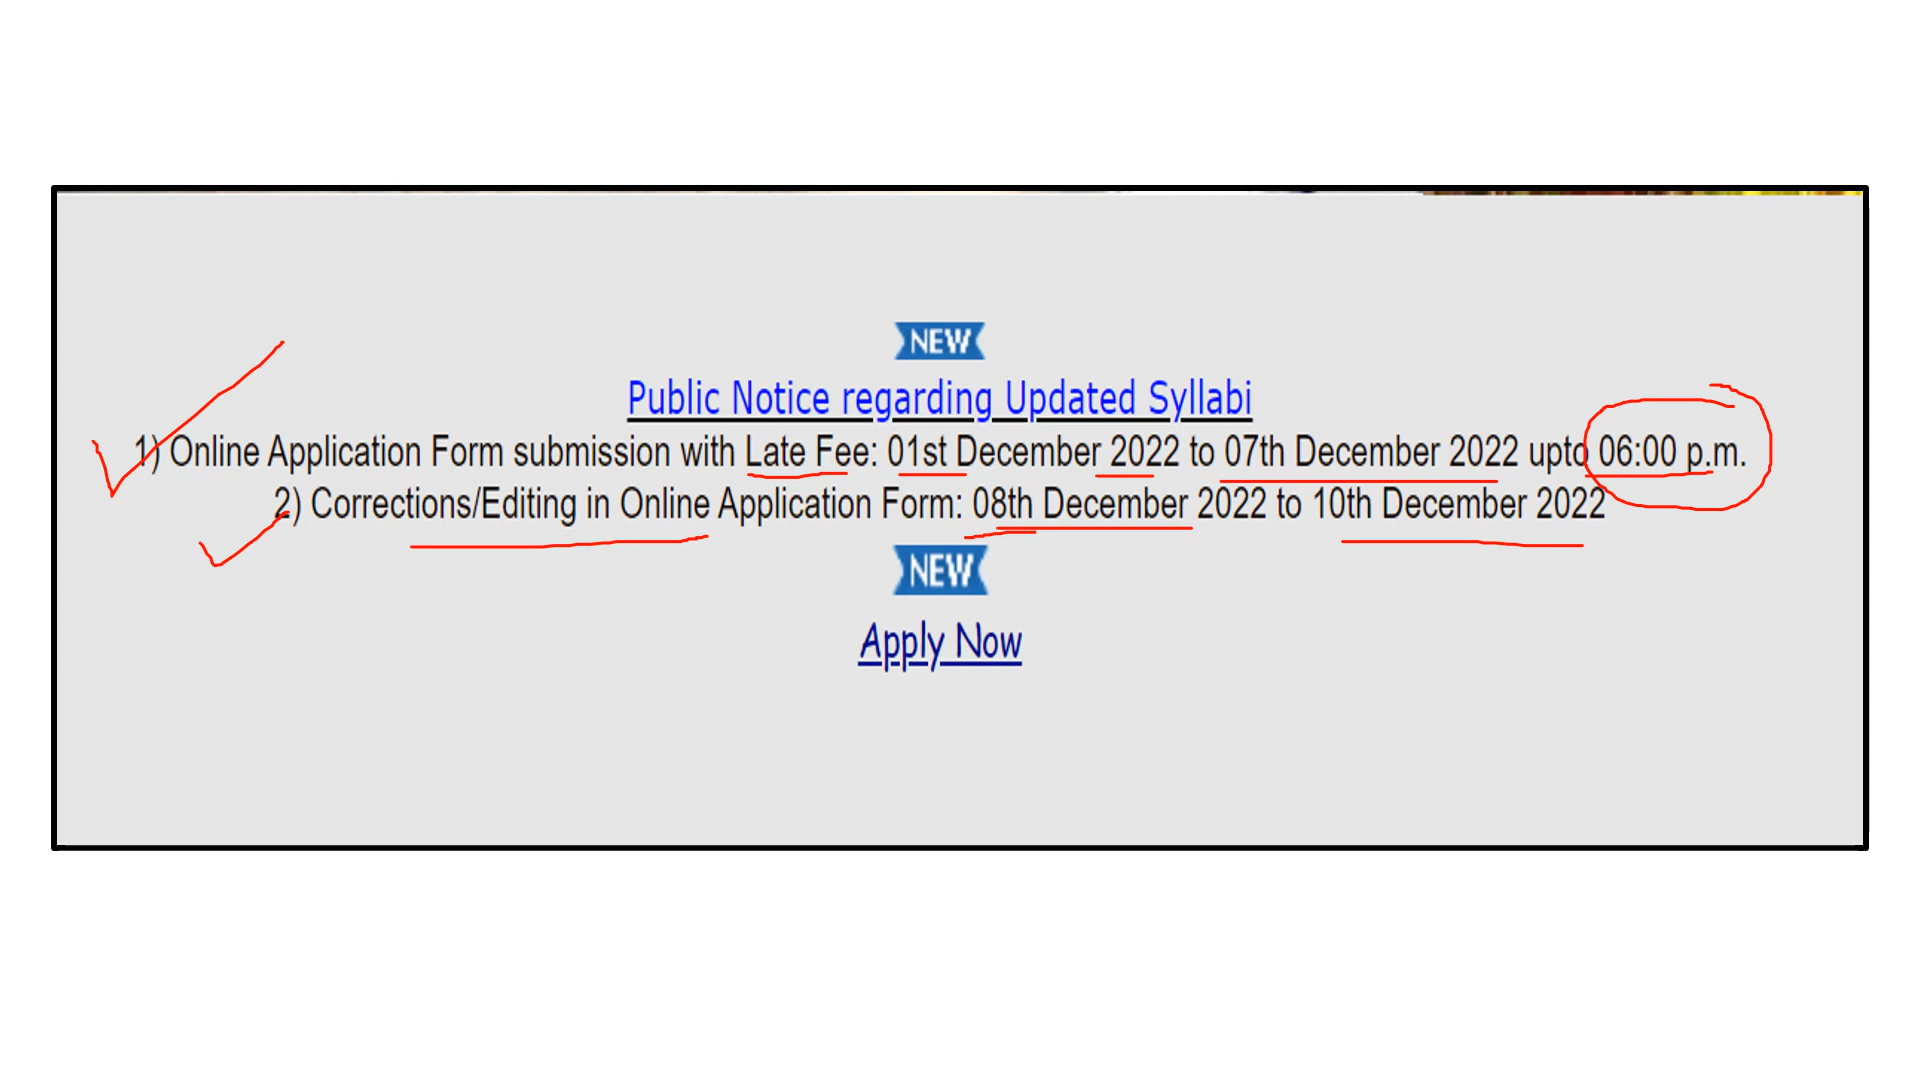 NEW
Public Notice regarding Updated Syllabi
1) Online Application Form submission with Late Fee: 01st December 2022 to 07th December 2022 upto 06:00 p.m.
2) Corrections/Editing in Online Application Form: 08th December 2022 to 10th December 2022
NEW
Apply Now